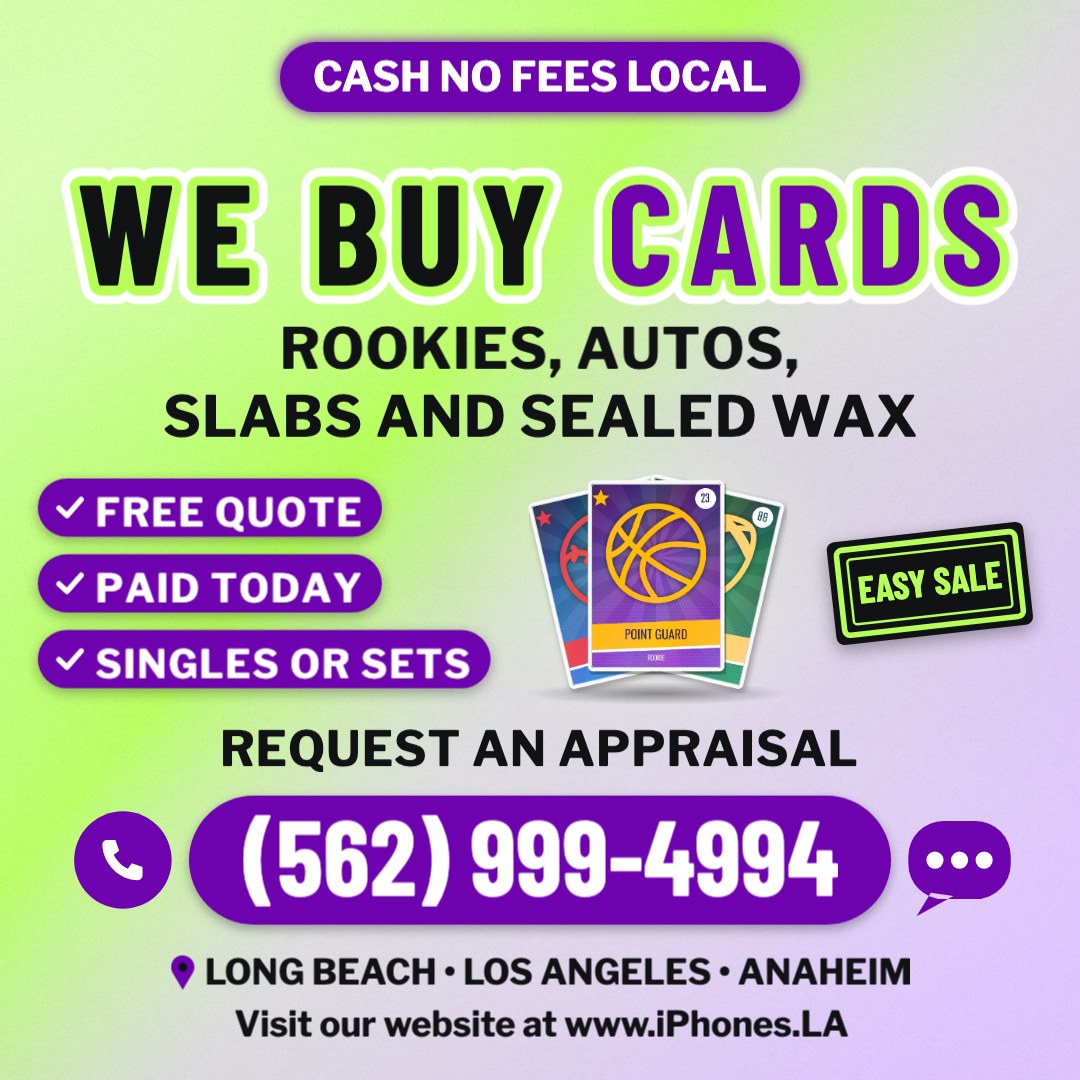 CASH NO FEES LOCAL
WE BUY CARDS
ROOKIES, AUTOS,
SLABS AND SEALED WAX
FREE QUOTE
PAID TODAY
SINGLES OR SETS
23
88
POINT GUARD
ROOKIE
EASY SALE
REQUEST AN APPRAISAL
(562) 999-4994
LONG BEACH • LOS ANGELES • ANAHEIM
Visit our website at www.iPhones.LA